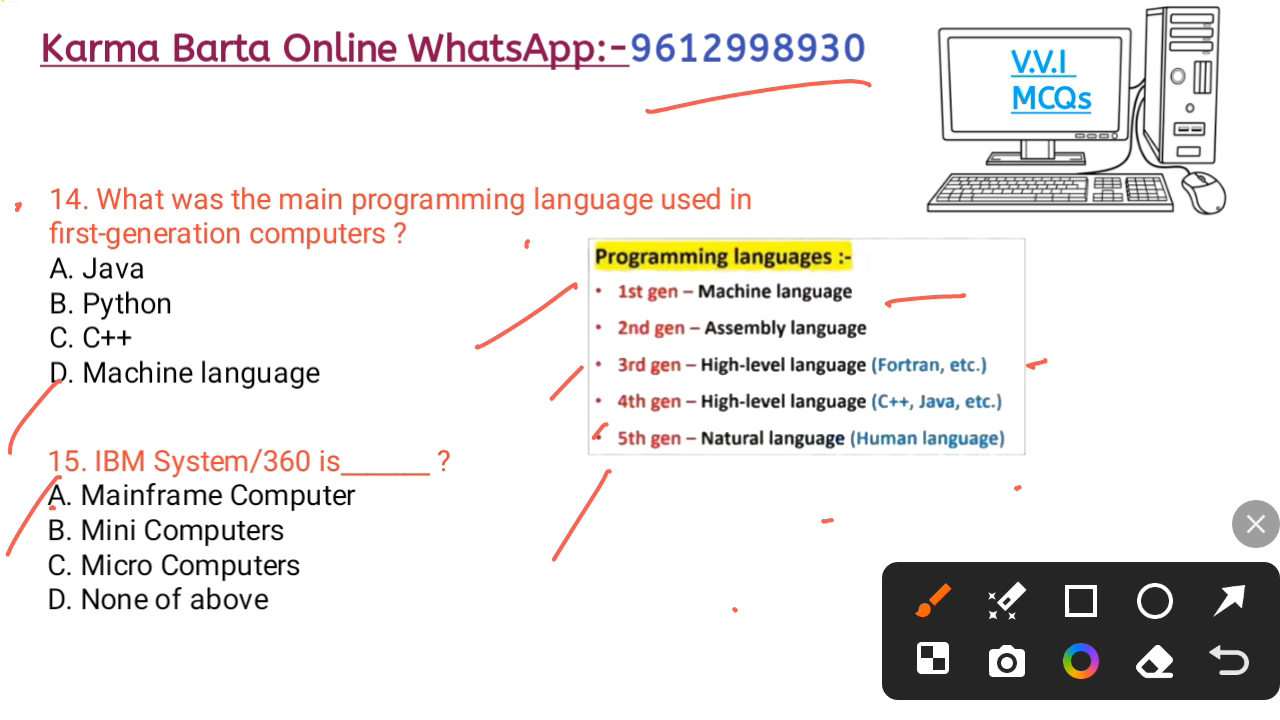 Karma Barta Online WhatsApp:-9612998930
V.V.I
MCQs
14. What was the main programming language used in
first-generation computers ?
A. Java
B. Python
C. C++
D. Machine language
Programming languages :-
• 1st gen – Machine language
• 2nd gen – Assembly language
• 3rd gen – High-level language (Fortran, etc.)
• 4th gen – High-level language (C++, Java, etc.)
• 5th gen – Natural language (Human language)
15. IBM System/360 is______ ?
A. Mainframe Computer
B. Mini Computers
C. Micro Computers
D. None of above